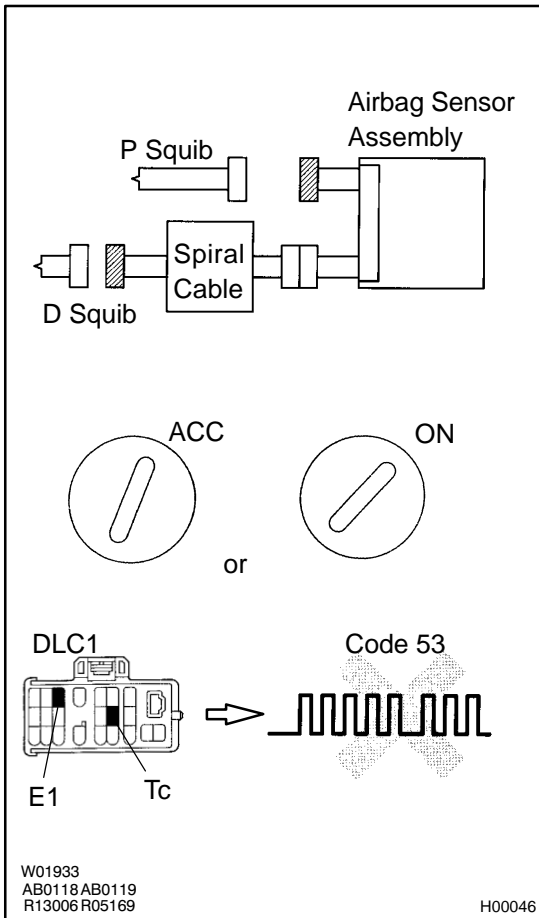 Airbag Sensor
Assembly
P Squib
Spiral
Cable
D Squib
ACC
ON
or
DLC1
Code 53
E1
Tc
W01933
AB0118 AB0119
R13006 R05169
H00046